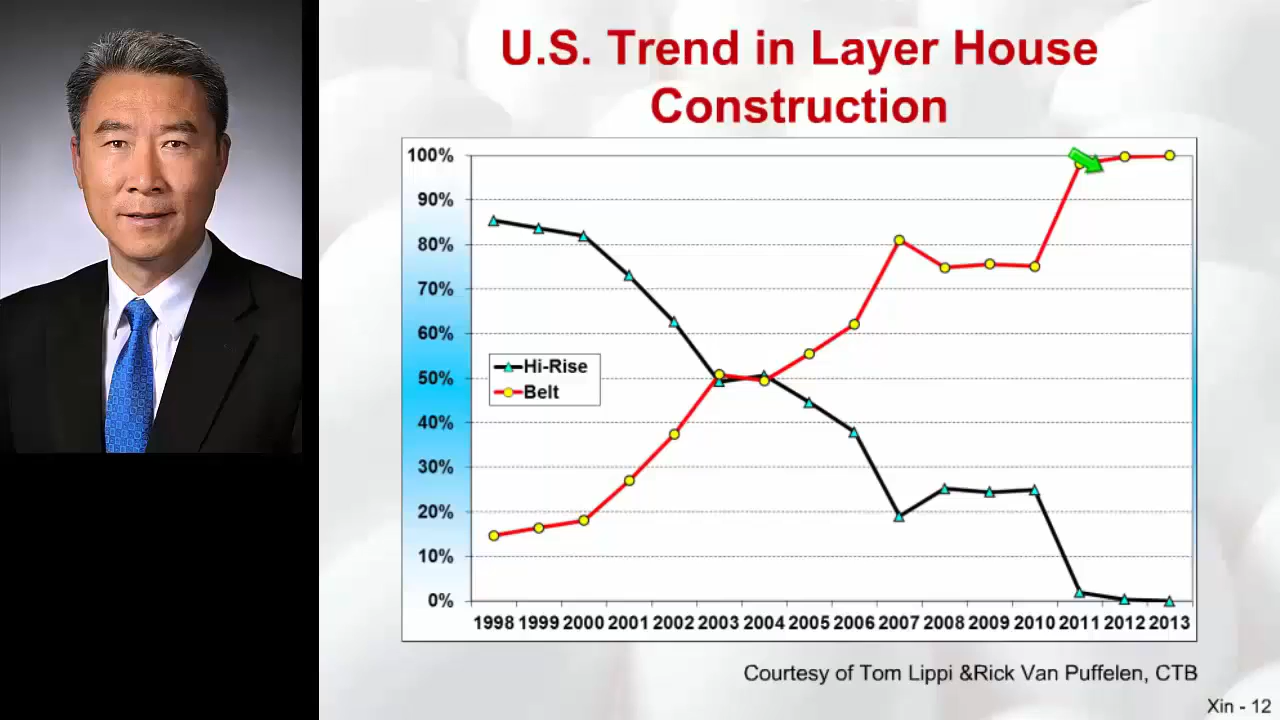 U.S. Trend in Layer House
Construction
100%
90%
80%
70%
60%
50%
40%
30%
20%
10%
0%
Hi-Rise
Belt
1998 1999 2000 2001 2002 2003 2004 2005 2006 2007 2008 2009 2010 2011 2012 2013
Courtesy of Tom Lippi &Rick Van Puffelen, CTB
Xin - 12